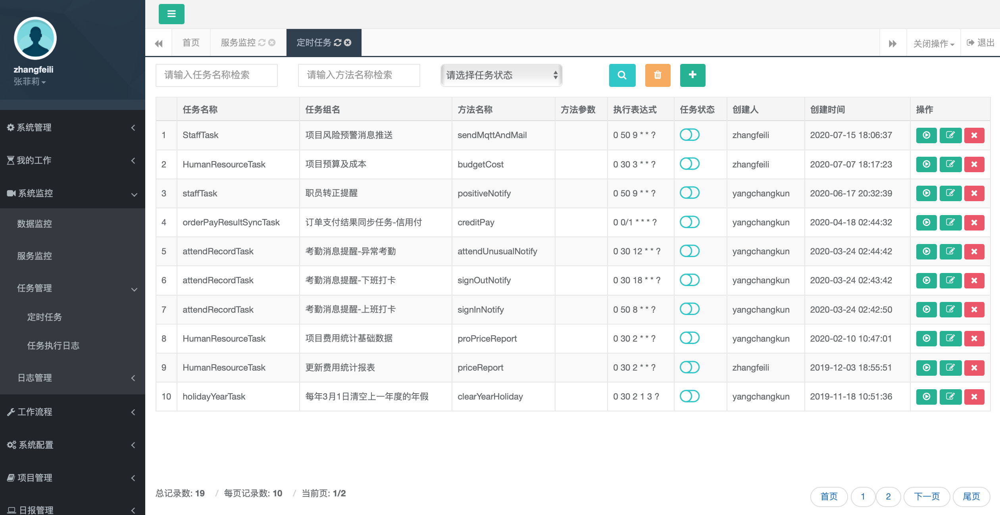 zhangfeili
张菲莉
系统管理
我的工作
系统监控
数据监控
服务监控
任务管理
定时任务
任务执行日志
日志管理
工作流程
系统配置
项目管理
日报管理
首页 服务监控 定时任务 关闭操作 退出
请输入任务名称检索 请输入方法名称检索 请选择任务状态
任务名称 任务组名 方法名称 方法参数 执行表达式 任务状态 创建人 创建时间 操作
1 StaffTask 项目风险预警消息推送 sendMqttAndMail 0 50 9 * * ? zhangfeili 2020-07-15 18:06:37
2 HumanResourceTask 项目预算及成本 budgetCost 0 30 3 * * ? zhangfeili 2020-07-07 18:17:23
3 staffTask 职员转正提醒 positiveNotify 0 50 9 * * ? yangchangkun 2020-06-17 20:32:39
4 orderPayResultSyncTask 订单支付结果同步任务-信用付 creditPay 0 0/1 * * * ? yangchangkun 2020-04-18 02:44:32
5 attendRecordTask 考勤消息提醒-异常考勤 attendUnusualNotify 0 30 12 * * ? yangchangkun 2020-03-24 02:44:42
6 attendRecordTask 考勤消息提醒-下班打卡 signOutNotify 0 30 18 * * ? yangchangkun 2020-03-24 02:43:42
7 attendRecordTask 考勤消息提醒-上班打卡 signInNotify 0 50 8 * * ? yangchangkun 2020-03-24 02:42:50
8 HumanResourceTask 项目费用统计基础数据 proPriceReport 0 30 2 * * ? yangchangkun 2020-02-10 10:47:01
9 HumanResourceTask 更新费用统计报表 priceReport 0 30 2 * * ? zhangfeili 2019-12-03 18:55:51
10 holidayYearTask 每年3月1日清空上一年度的年假 clearYearHoliday 0 30 2 1 3 ? yangchangkun 2019-11-18 10:51:36
总记录数: 19 / 每页记录数: 10 / 当前页: 1/2
首页 1 2 下一页 尾页